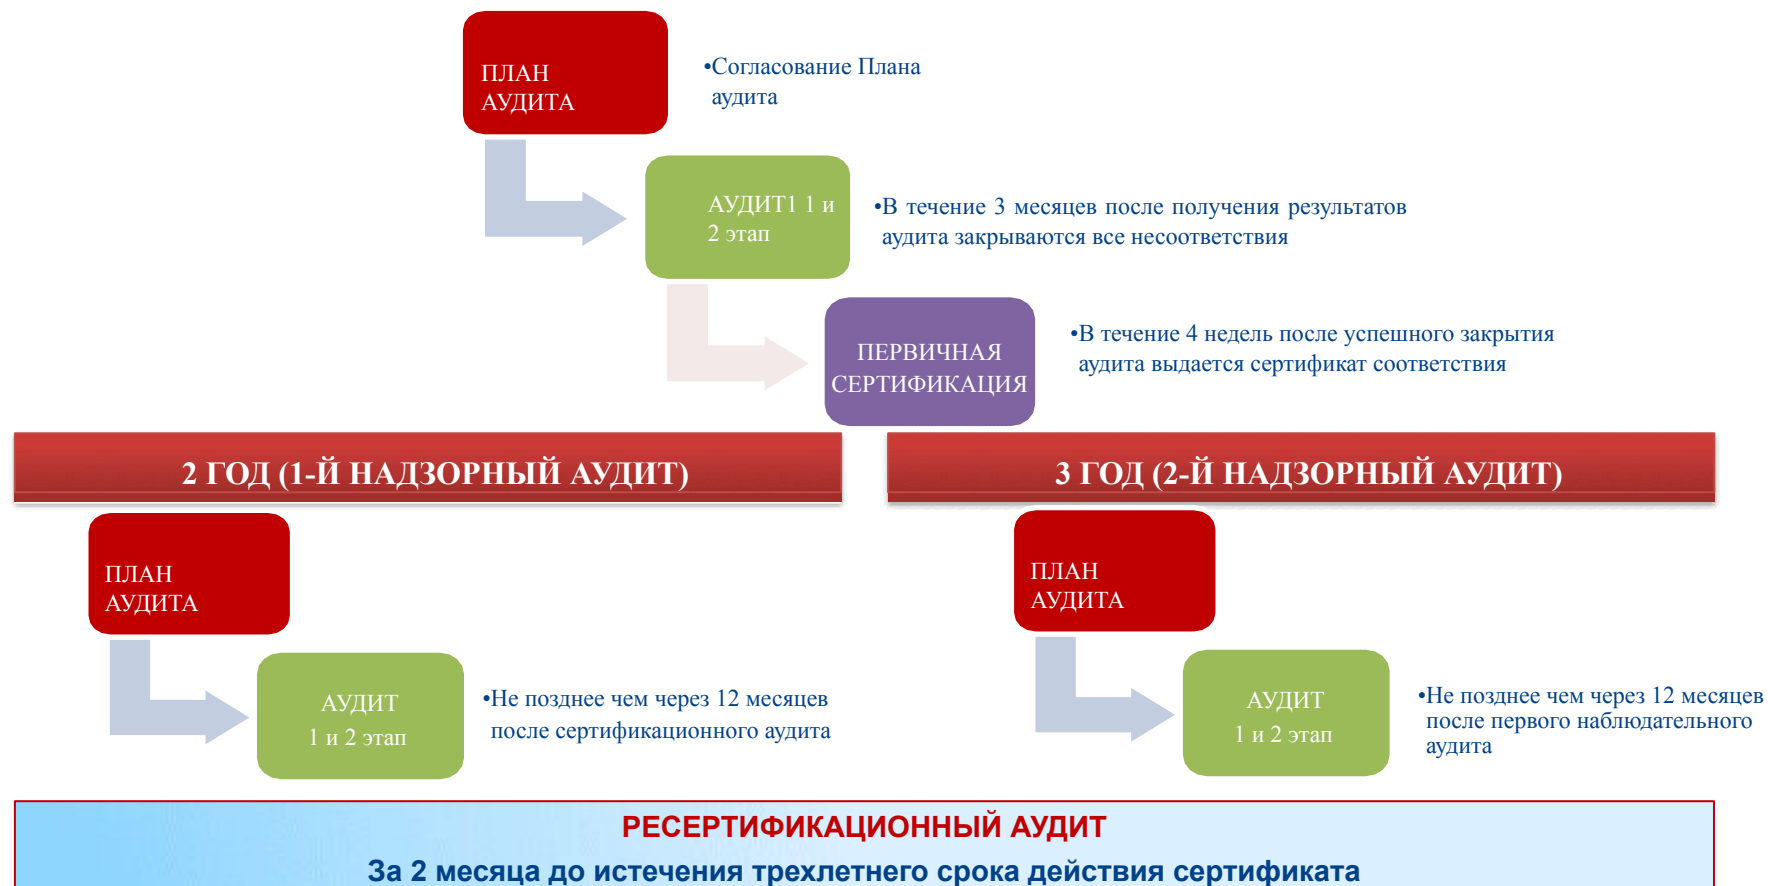 ПЛАН
АУДИТА
•Согласование Плана
аудита
АУДИТ1 1 и
2 этап
•В течение 3 месяцев после получения результатов
аудита закрываются все несоответствия
ПЕРВИЧНАЯ
СЕРТИФИКАЦИЯ
•В течение 4 недель после успешного закрытия
аудита выдается сертификат соответствия
2 ГОД (1-Й НАДЗОРНЫЙ АУДИТ)
ПЛАН
АУДИТА
АУДИТ
1 и 2 этап
•Не позднее чем через 12 месяцев
после сертификационного аудита
3 ГОД (2-Й НАДЗОРНЫЙ АУДИТ)
ПЛАН
АУДИТА
АУДИТ
1 и 2 этап
•Не позднее чем через 12 месяцев
после первого наблюдательного
аудита
РЕСЕРТИФИКАЦИОННЫЙ АУДИТ
За 2 месяца до истечения трехлетнего срока действия сертификата